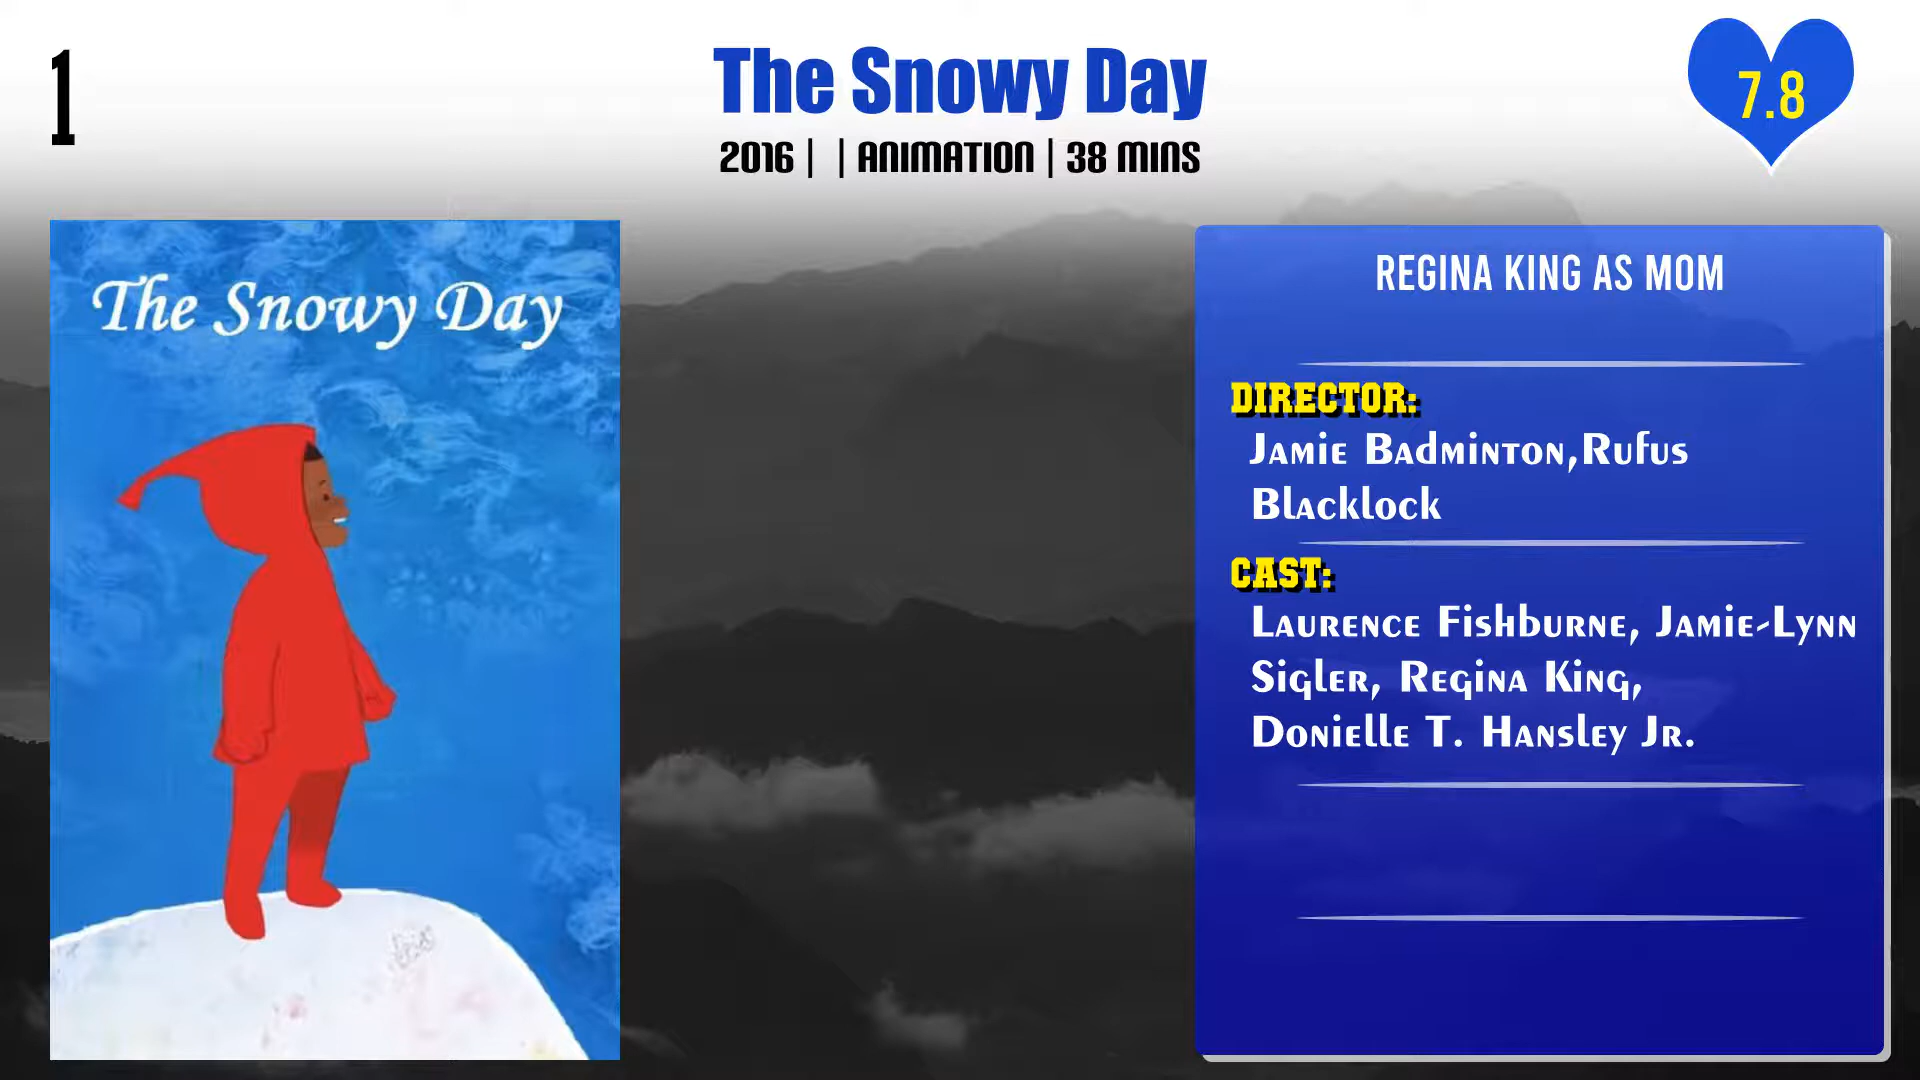 1
The Snowy Day
2016 | | ANIMATION | 38 MINS
7.8
The Snowy Day
REGINA KING AS MOM
DIRECTOR:
Jamie Badminton,Rufus
Blacklock
CAST:
Laurence Fishburne, Jamie-Lynn
Sigler, Regina King,
Donielle T. Hansley Jr.